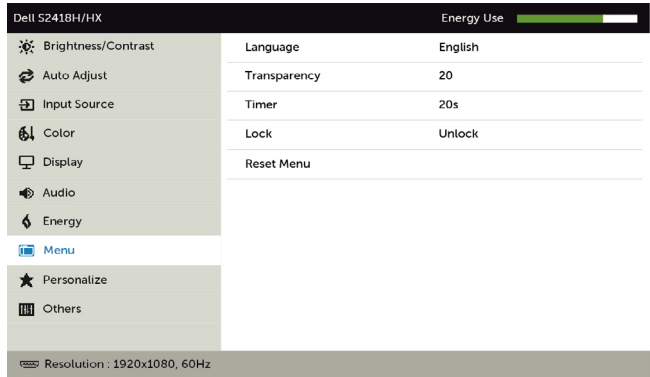 Dell S2418H/HX Energy Use
Brightness/Contrast
Auto Adjust
Input Source
Color
Display
Audio
Energy
Menu
Personalize
Others
Language English
Transparency 20
Timer 20s
Lock Unlock
Reset Menu
Resolution : 1920x1080, 60Hz